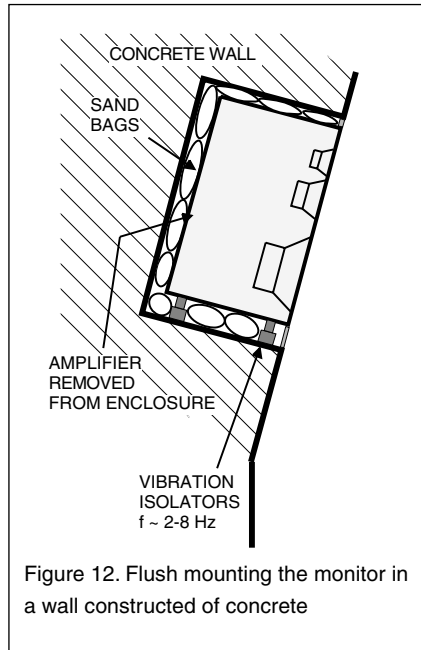 CONCRETE WALL
SAND
BAGS
AMPLIFIER
REMOVED
FROM ENCLOSURE
VIBRATION
ISOLATORS
f ~ 2-8 Hz
Figure 12. Flush mounting the monitor in
a wall constructed of concrete